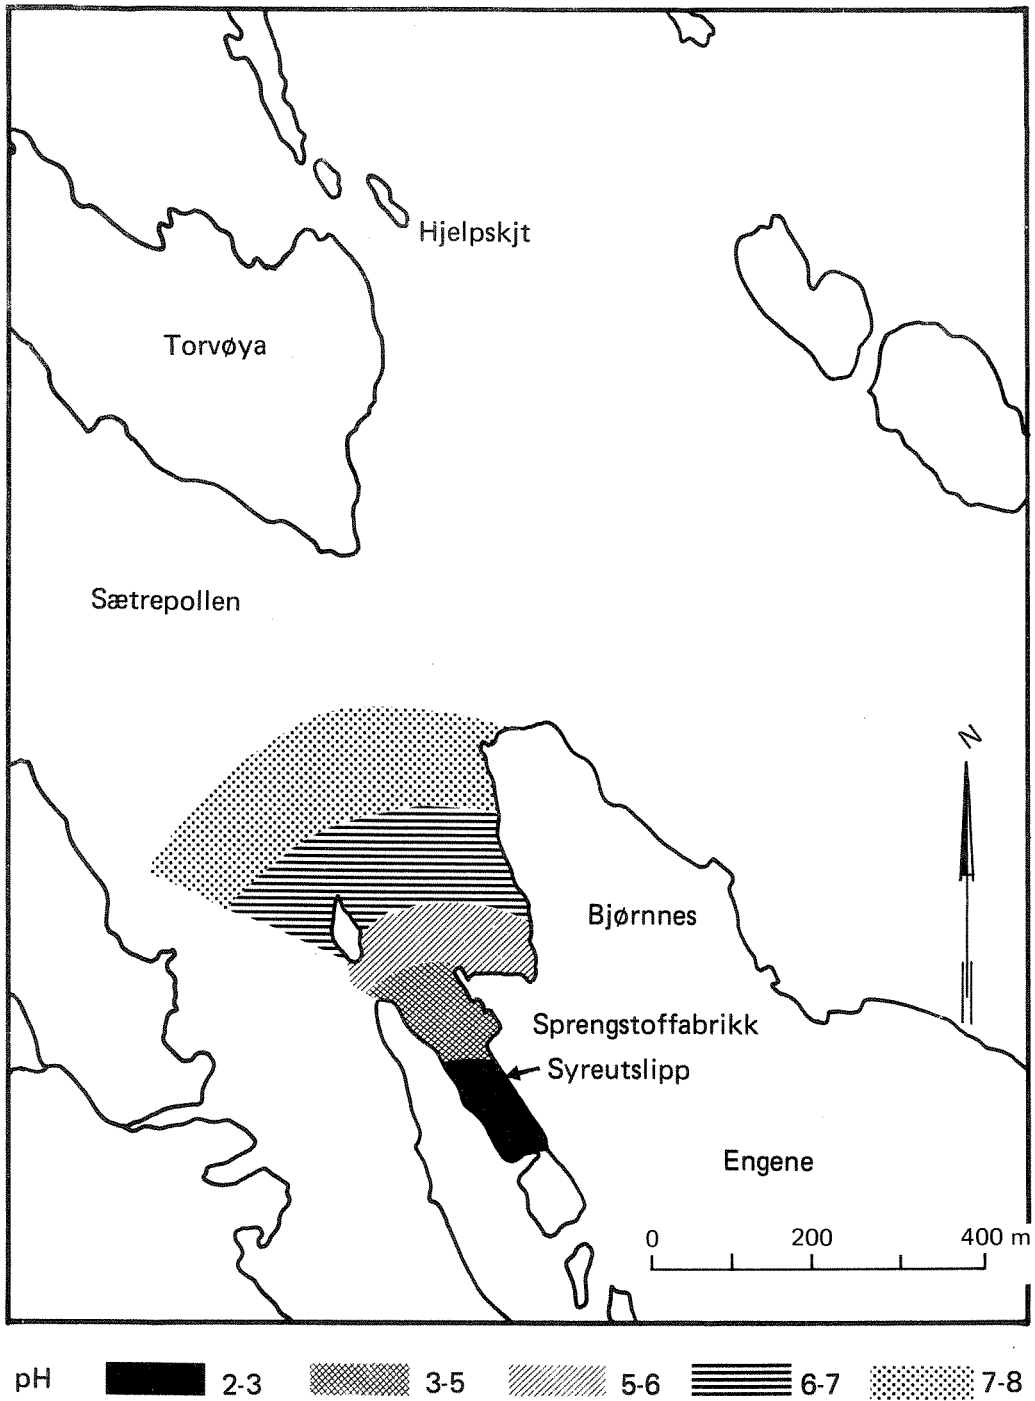 Hjelpskjt
Torvøya
Sætrepollen
N
Bjørnnes
Sprengstoffabrikk
Syreutslipp
Engene
0 200 400 m
pH 2-3 3-5 5-6 6-7 7-8